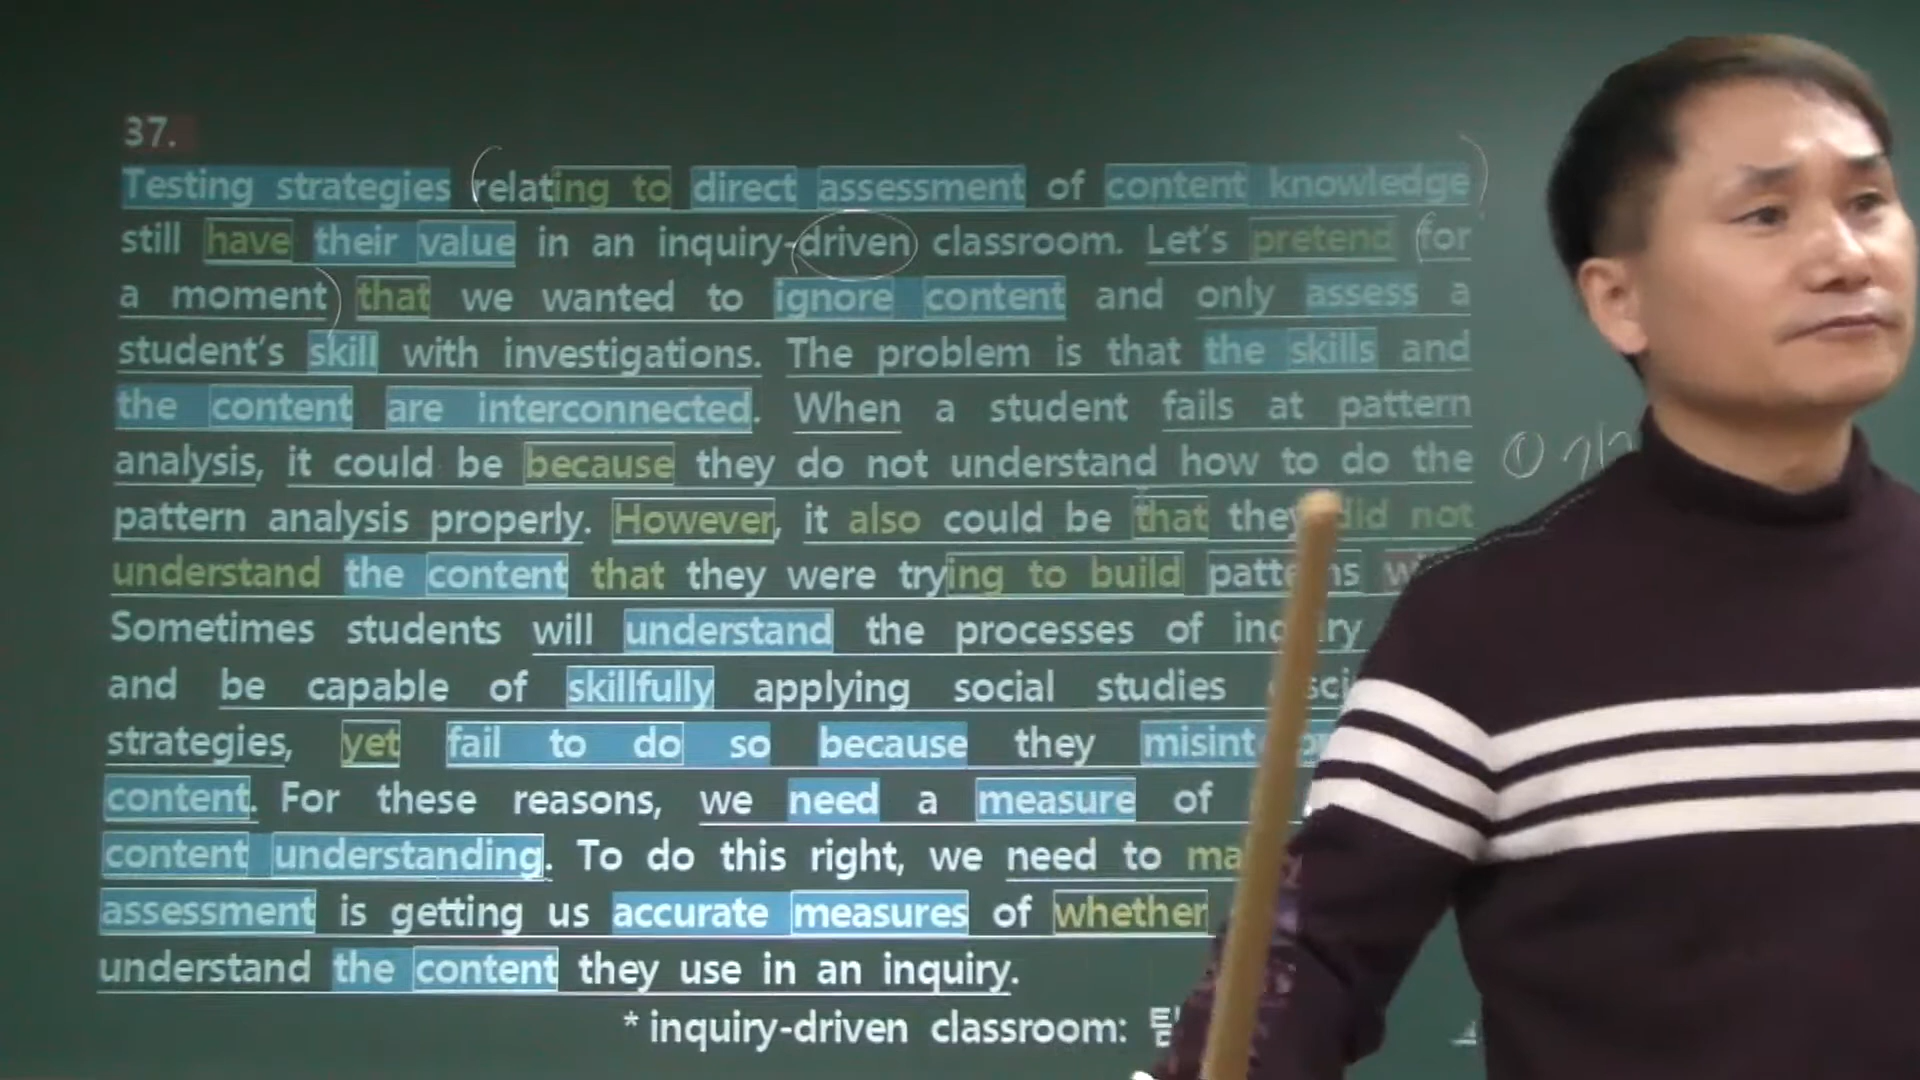 37.
Testing strategies relating to direct assessment of content knowledge
still have their value in an inquiry-driven classroom. Let's pretend for
a moment that we wanted to ignore content and only assess a
student's skill with investigations. The problem is that the skills and
the content are interconnected. When a student fails at pattern
analysis, it could be because they do not understand how to do the
pattern analysis properly. However, it also could be that they did not
understand the content that they were trying to build patterns
Sometimes students will understand the processes of inquiry
and be capable of skillfully applying social studies
strategies, yet fail to do so because they
content. For these reasons, we need a measure of
content understanding. To do this right, we need to
assessment is getting us accurate measures of whether
understand the content they use in an inquiry.
* inquiry-driven classroom:
①